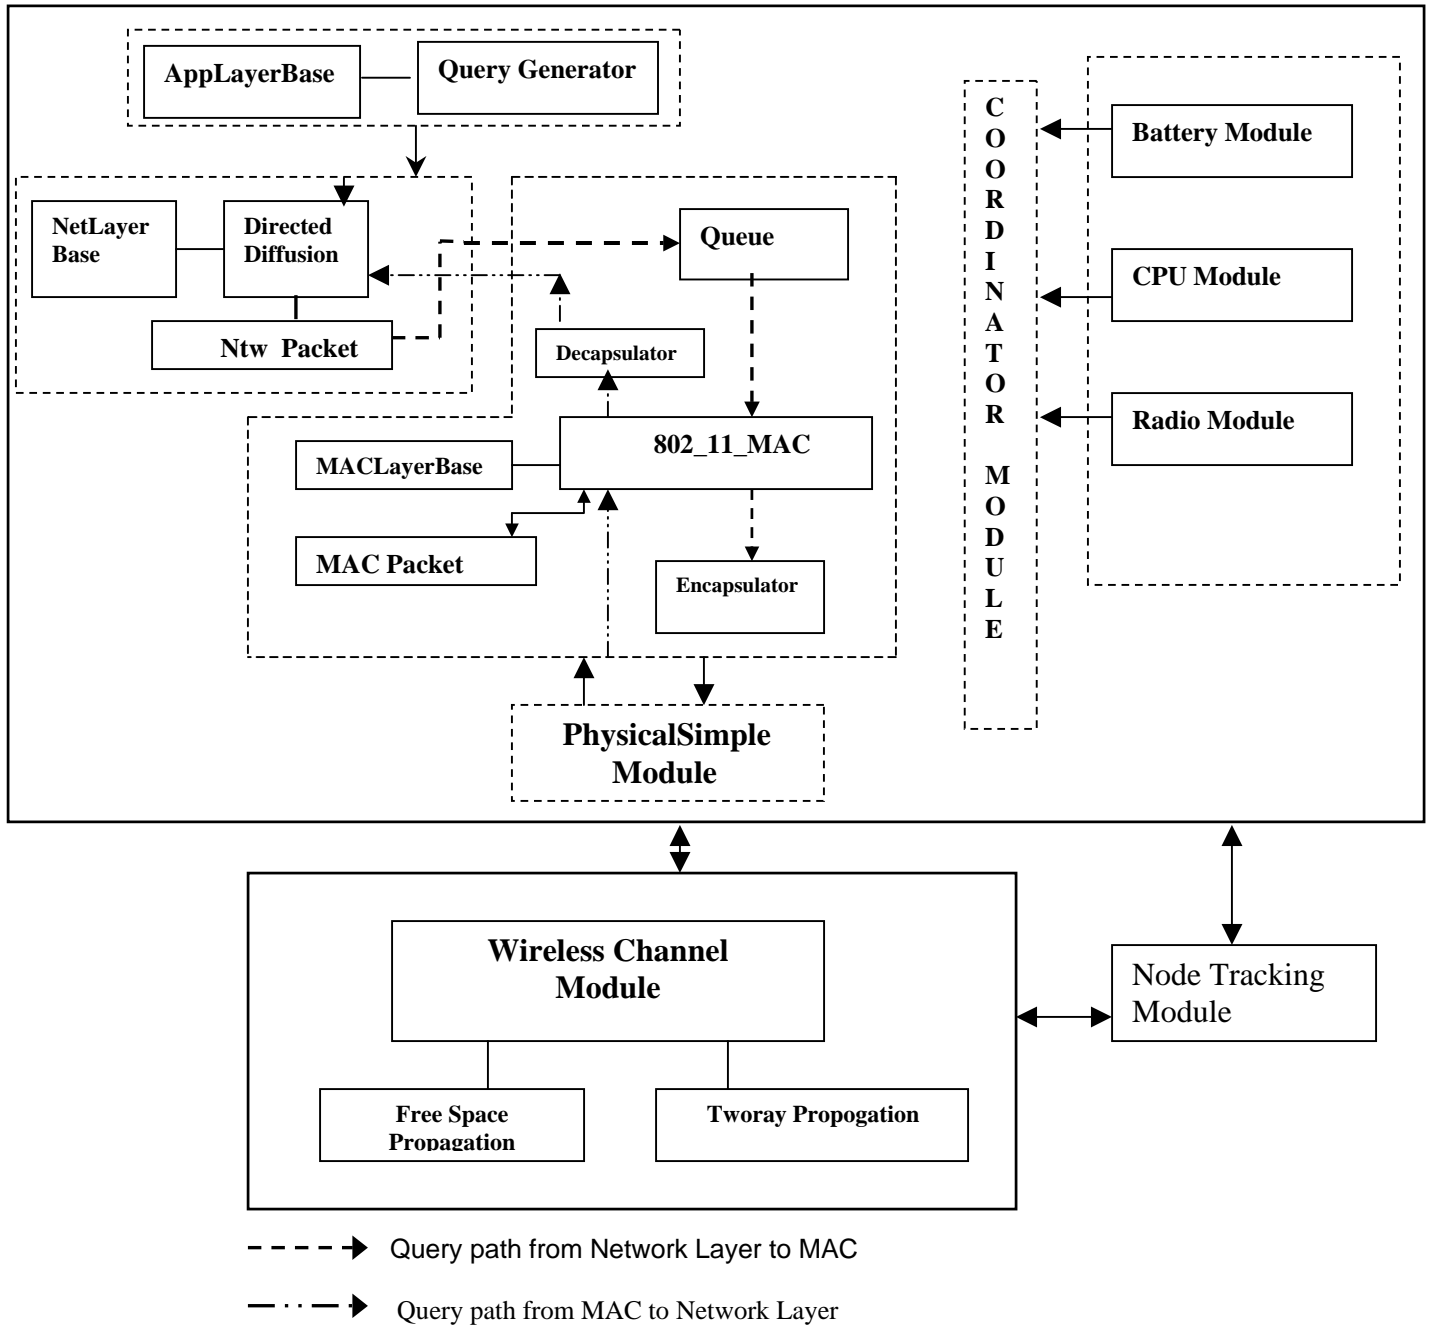 AppLayerBase
Query Generator
NetLayer
Base
Directed
Diffusion
Ntw Packet
Queue
Decapsulator
802_11_MAC
MACLayerBase
MAC Packet
Encapsulator
PhysicalSimple
Module
C
O
O
R
D
I
N
A
T
O
R
M
O
D
U
L
E
Battery Module
CPU Module
Radio Module
Wireless Channel
Module
Free Space
Propagation
Tworay Propogation
Node Tracking
Module
Query path from Network Layer to MAC
Query path from MAC to Network Layer